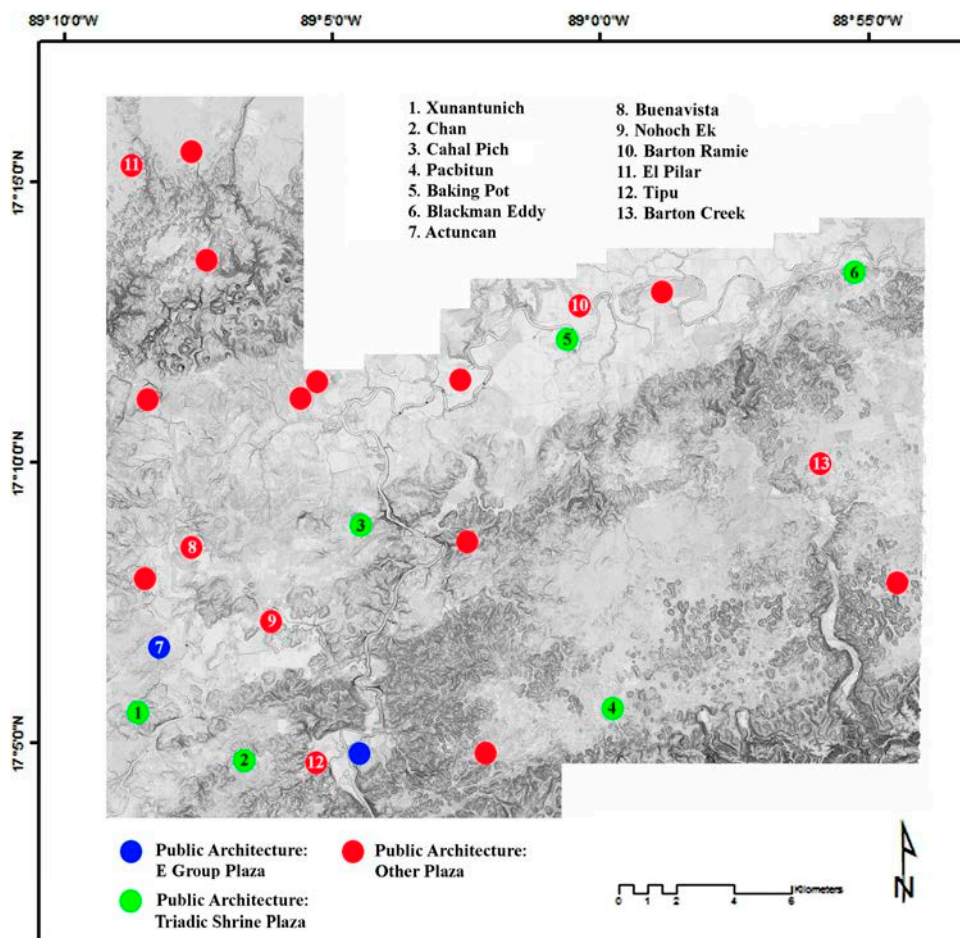 89°10'0"W 89°5'0"W 89°0'0"W 88°55'0"W
1. Xunantunich
2. Chan
3. Cahal Pich
4. Pacbitun
5. Baking Pot
6. Blackman Eddy
7. Actuncan
8. Buenavista
9. Nohoch Ek
10. Barton Ramie
11. El Pilar
12. Tipu
13. Barton Creek
17°15'0"N
11
6
10
5
17°10'0"N
13
3
8
9
7
4
1
17°5'0"N
2
12
Public Architecture:
E Group Plaza
Public Architecture:
Triadic Shrine Plaza
Public Architecture:
Other Plaza
Kilometers
0 1 2 4 6
N